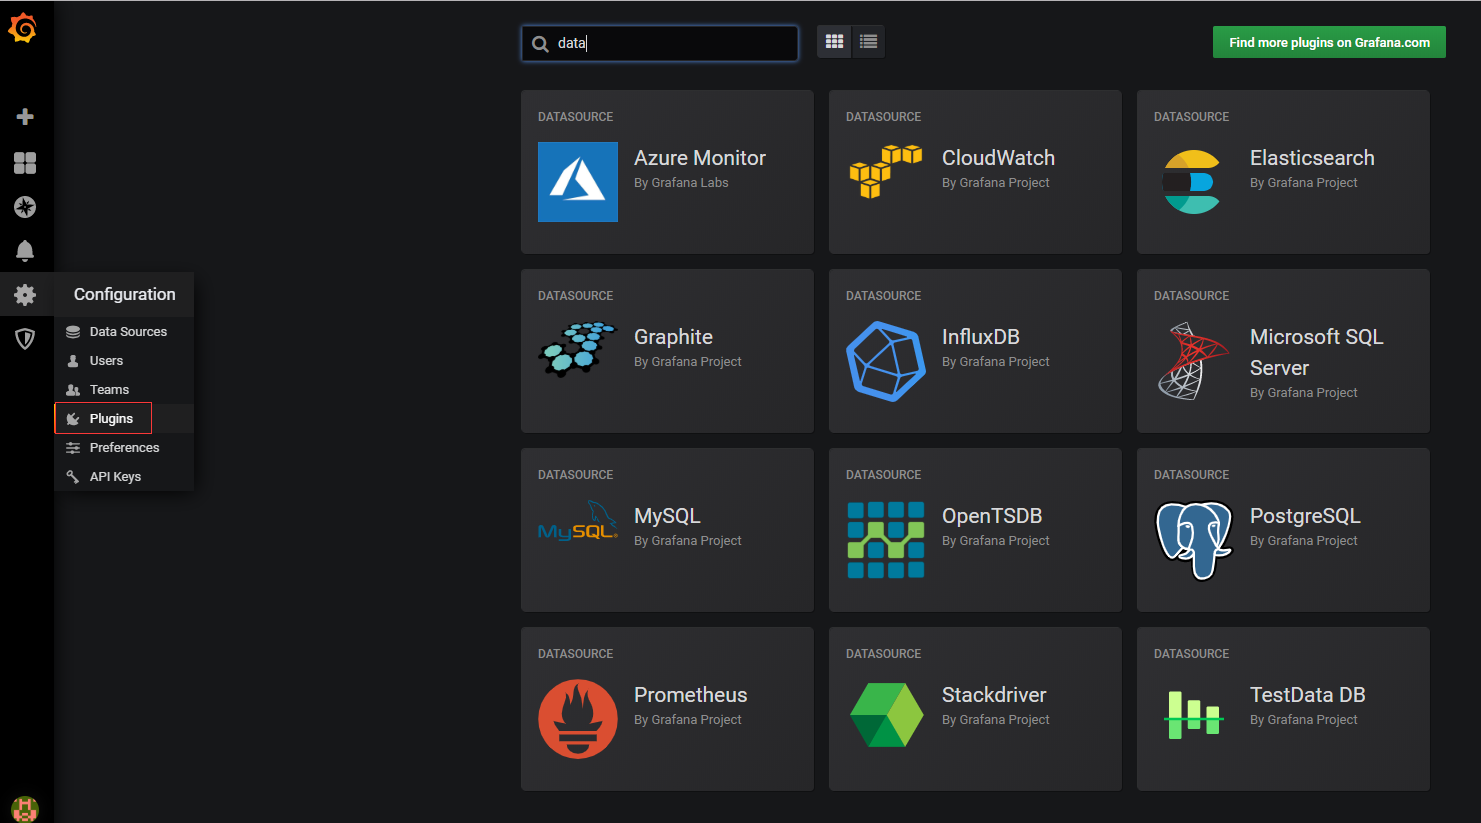 data
Find more plugins on Grafana.com
DATASOURCE
Azure Monitor
By Grafana Labs
DATASOURCE
CloudWatch
By Grafana Project
DATASOURCE
Elasticsearch
By Grafana Project
Configuration
Data Sources
Users
Teams
Plugins
Preferences
API Keys
DATASOURCE
Graphite
By Grafana Project
DATASOURCE
InfluxDB
By Grafana Project
DATASOURCE
Microsoft SQL
Server
By Grafana Project
DATASOURCE
MySQL
MySQL
By Grafana Project
DATASOURCE
OpenTSDB
By Grafana Project
DATASOURCE
PostgreSQL
By Grafana Project
DATASOURCE
Prometheus
By Grafana Project
DATASOURCE
Stackdriver
By Grafana Project
DATASOURCE
TestData DB
By Grafana Project